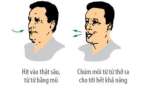 Hít vào thật sâu,
từ từ bằng mũi
Chúm môi từ từ thở ra
cho tới hết khả năng